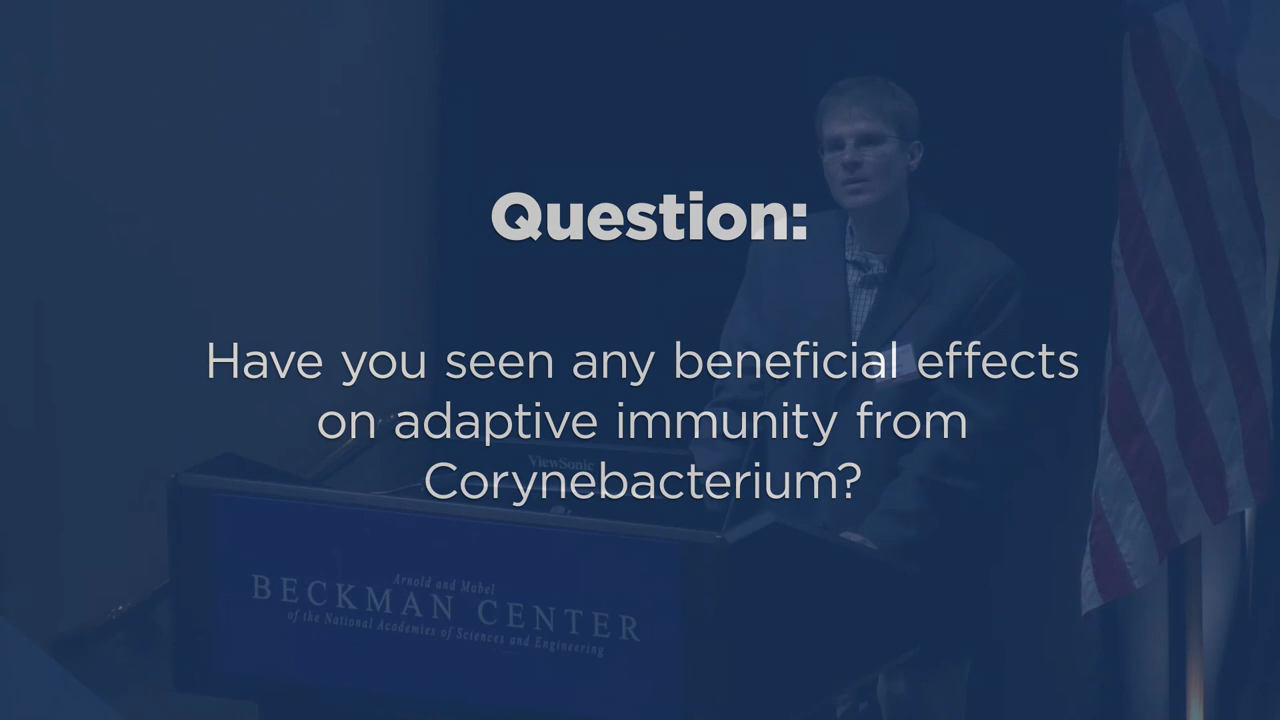 Question:
Have you seen any beneficial effects
on adaptive immunity from
Corynebacterium?
ViewSonic
Arnold and Mabel
BECKMAN CENTER
of the National Academies of Sciences and Engineering